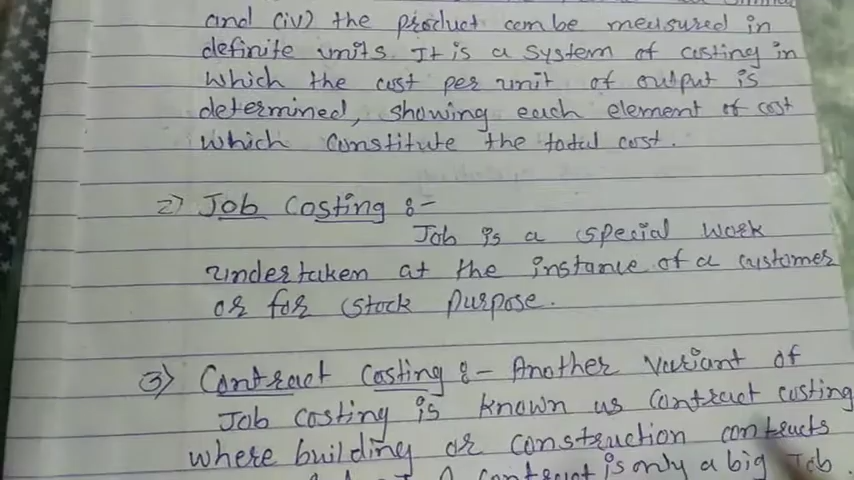 and (iv) the product can be measured in
definite units. It is a system of costing in
which the cost per unit of output is
determined, showing each element of cost
which constitute the total cost.
2) Job Costing :-
Job is a special work
undertaken at the instance of a customer
or for stock purpose.
3) Contract Costing :- Another variant of
Job costing is known as contract costing
where building or construction contracts
contract is only a big Job.